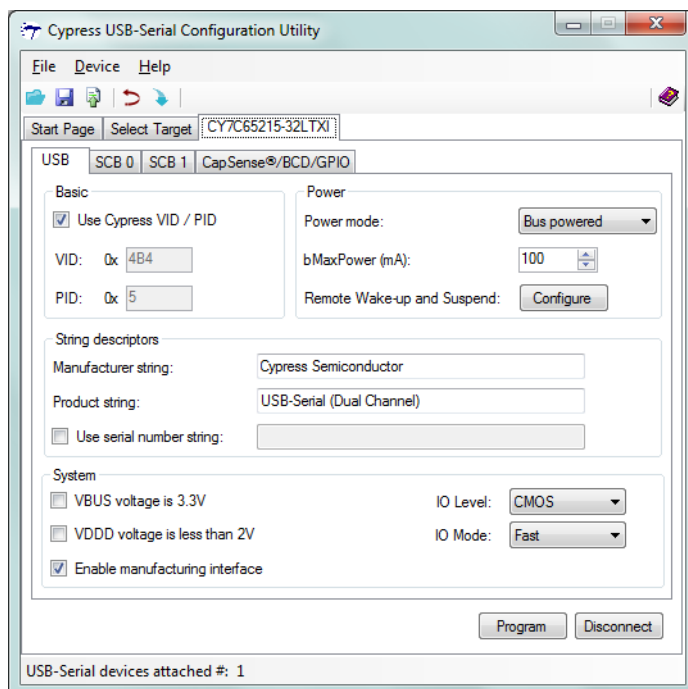 Cypress USB-Serial Configuration Utility
File Device Help
Start Page Select Target CY7C65215-32LTXI
USB SCB 0 SCB 1 CapSense®/BCD/GPIO
Basic
Use Cypress VID / PID
VID: 0x 4B4
PID: 0x 5
Power
Power mode: Bus powered
bMaxPower (mA): 100
Remote Wake-up and Suspend: Configure
String descriptors
Manufacturer string: Cypress Semiconductor
Product string: USB-Serial (Dual Channel)
Use serial number string:
System
VBUS voltage is 3.3V
VDDD voltage is less than 2V
Enable manufacturing interface
IO Level: CMOS
IO Mode: Fast
Program Disconnect
USB-Serial devices attached #: 1